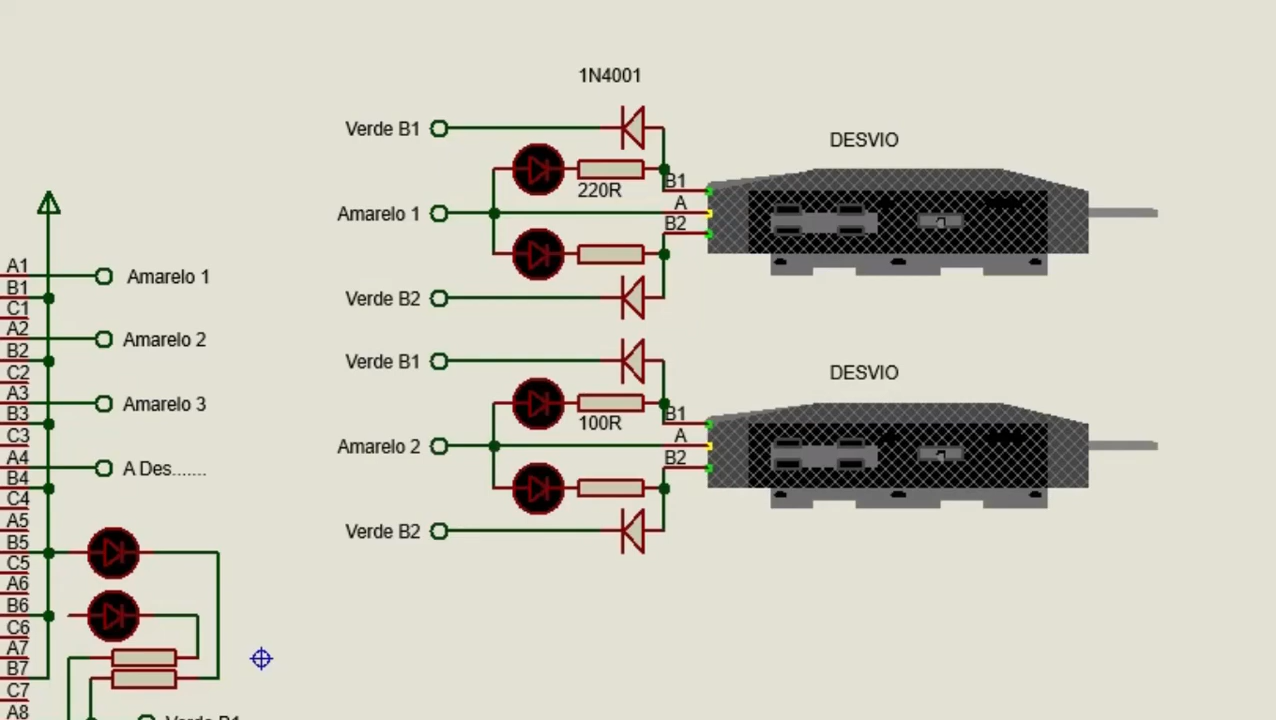 1N4001
Verde B1
DESVIO
220R
B1
Amarelo 1
A
B2
Verde B2
Verde B1
DESVIO
100R
B1
Amarelo 2
A
B2
Verde B2
A1
Amarelo 1
B1
C1
A2
Amarelo 2
B2
C2
A3
Amarelo 3
B3
C3
A4
A Des.......
B4
C4
A5
B5
C5
A6
B6
C6
A7
B7
C7
A8
Verde B1